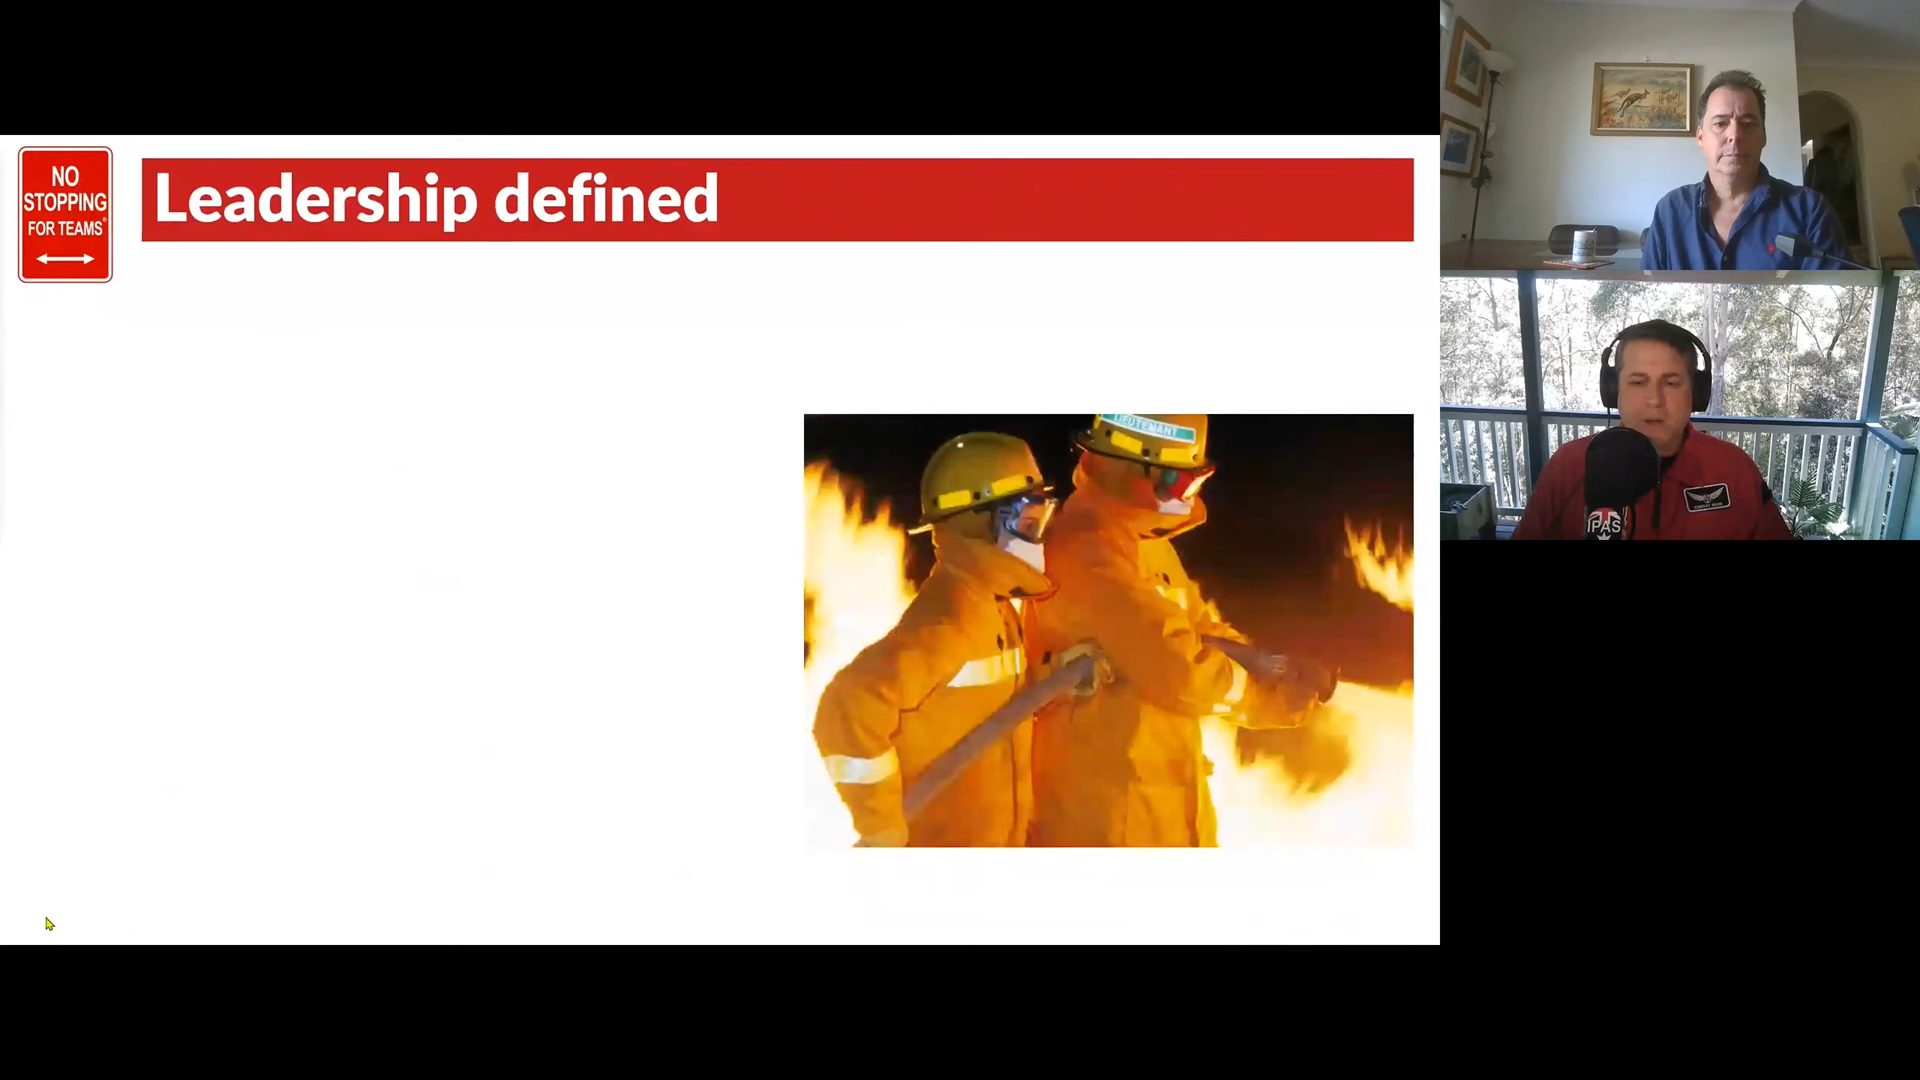 NO
STOPPING
FOR TEAMS®
Leadership defined
LIEUTENANT
IPAS